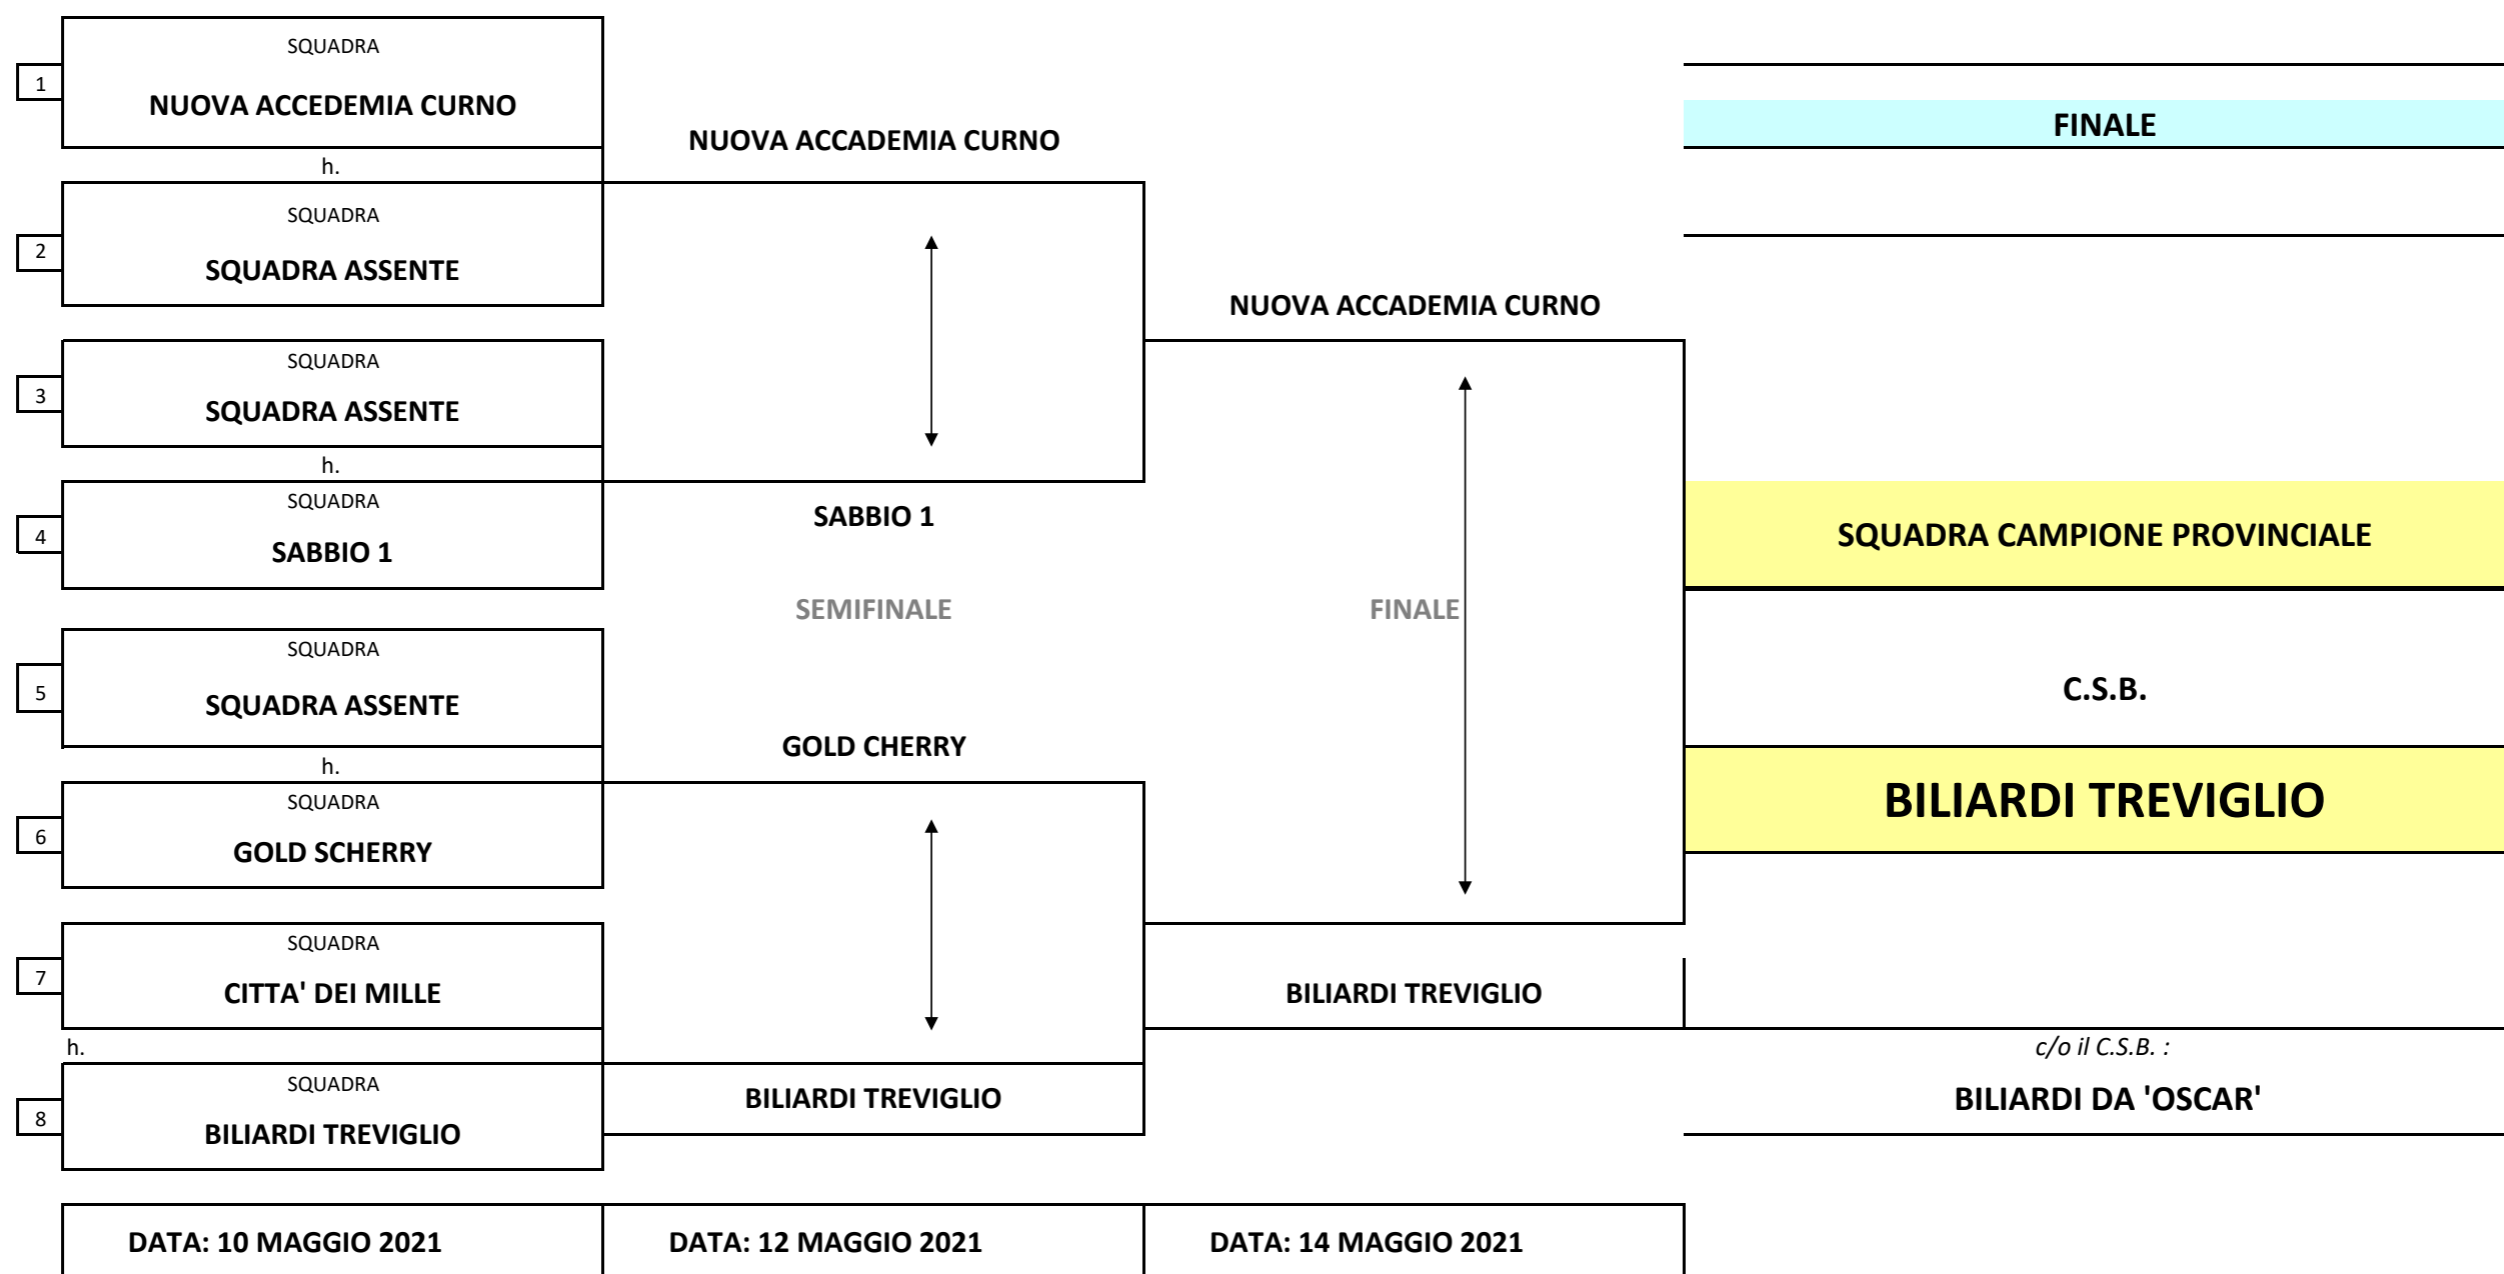 1
SQUADRA
NUOVA ACCEDEMIA CURNO
h.
2
SQUADRA
SQUADRA ASSENTE
3
SQUADRA
SQUADRA ASSENTE
h.
4
SQUADRA
SABBIO 1
5
SQUADRA
SQUADRA ASSENTE
h.
6
SQUADRA
GOLD SCHERRY
7
SQUADRA
CITTA' DEI MILLE
h.
8
SQUADRA
BILIARDI TREVIGLIO
DATA: 10 MAGGIO 2021
NUOVA ACCADEMIA CURNO
SABBIO 1
SEMIFINALE
GOLD CHERRY
BILIARDI TREVIGLIO
DATA: 12 MAGGIO 2021
NUOVA ACCADEMIA CURNO
FINALE
BILIARDI TREVIGLIO
DATA: 14 MAGGIO 2021
FINALE
SQUADRA CAMPIONE PROVINCIALE
C.S.B.
BILIARDI TREVIGLIO
c/o il C.S.B. :
BILIARDI DA 'OSCAR'